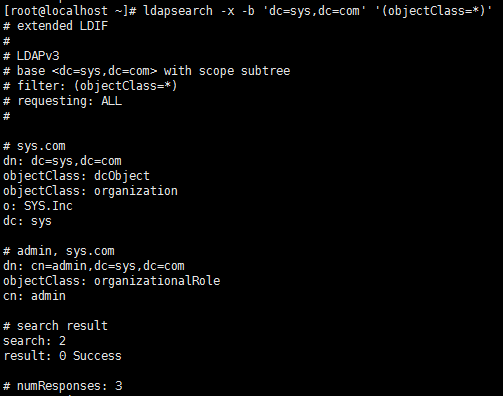 [root@localhost ~]# ldapsearch -x -b 'dc=sys,dc=com' '(objectClass=*)'
# extended LDIF
#
# LDAPv3
# base <dc=sys,dc=com> with scope subtree
# filter: (objectClass=*)
# requesting: ALL
#
# sys.com
dn: dc=sys,dc=com
objectClass: dcObject
objectClass: organization
o: SYS.Inc
dc: sys
# admin, sys.com
dn: cn=admin,dc=sys,dc=com
objectClass: organizationalRole
cn: admin
# search result
search: 2
result: 0 Success
# numResponses: 3